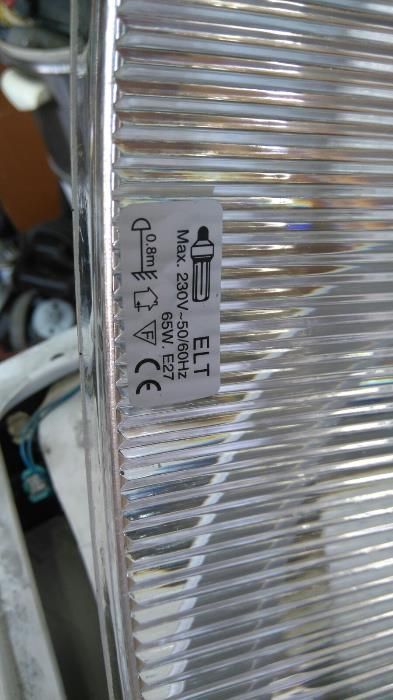 ELT
Max. 230V~50/60Hz
65W. E27
0.8m
F
CE